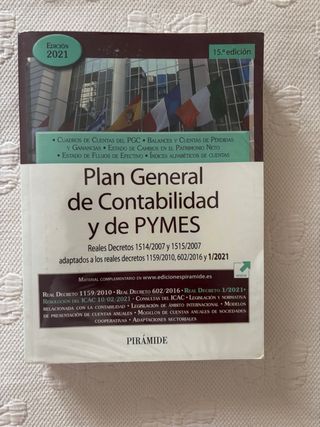 EDICIÓN
2021
15.ª edición
• CUADROS DE CUENTAS DEL PGC • BALANCES Y CUENTAS DE PÉRDIDAS
Y GANANCIAS • ESTADO DE CAMBIOS EN EL PATRIMONIO NETO
• ESTADO DE FLUJOS DE EFECTIVO • ÍNDICES ALFABÉTICOS DE CUENTAS
Plan General
de Contabilidad
y de PYMES
Reales Decretos 1514/2007 y 1515/2007
adaptados a los reales decretos 1159/2010, 602/2016 y 1/2021
MATERIAL COMPLEMENTARIO EN www.edicionespiramide.es
REAL DECRETO 1159/2010 • REAL DECRETO 602/2016 • REAL DECRETO 1/2021 •
RESOLUCIÓN DEL ICAC 10/02/2021 • CONSULTAS DEL ICAC • LEGISLACIÓN Y NORMATIVA
RELACIONADA CON LA CONTABILIDAD • LEGISLACIÓN DE ÁMBITO INTERNACIONAL • MODELOS
DE PRESENTACIÓN DE CUENTAS ANUALES • MODELOS DE CUENTAS ANUALES DE SOCIEDADES
COOPERATIVAS • ADAPTACIONES SECTORIALES
PIRÁMIDE